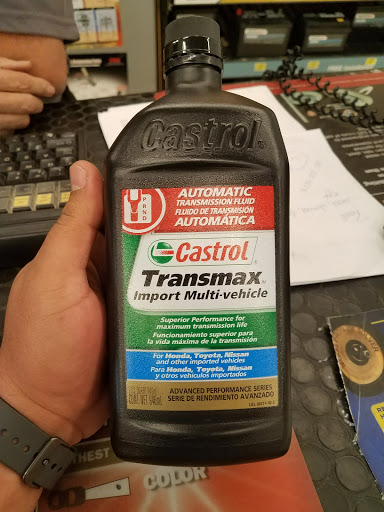 Castrol
PRND
AUTOMATIC
TRANSMISSION FLUID
FLUIDO DE TRANSMISIÓN
AUTOMÁTICA
Castrol
Transmax
Import Multi-vehicle
Superior Performance for
maximum transmission life
Funcionamiento superior para
la vida máxima de la transmisión
For Honda, Toyota, Nissan
and other imported vehicles
Para Honda, Toyota, Nissan
y otros vehículos importados
ADVANCED PERFORMANCE SERIES
SERIE DE RENDIMIENTO AVANZADO
COLOR